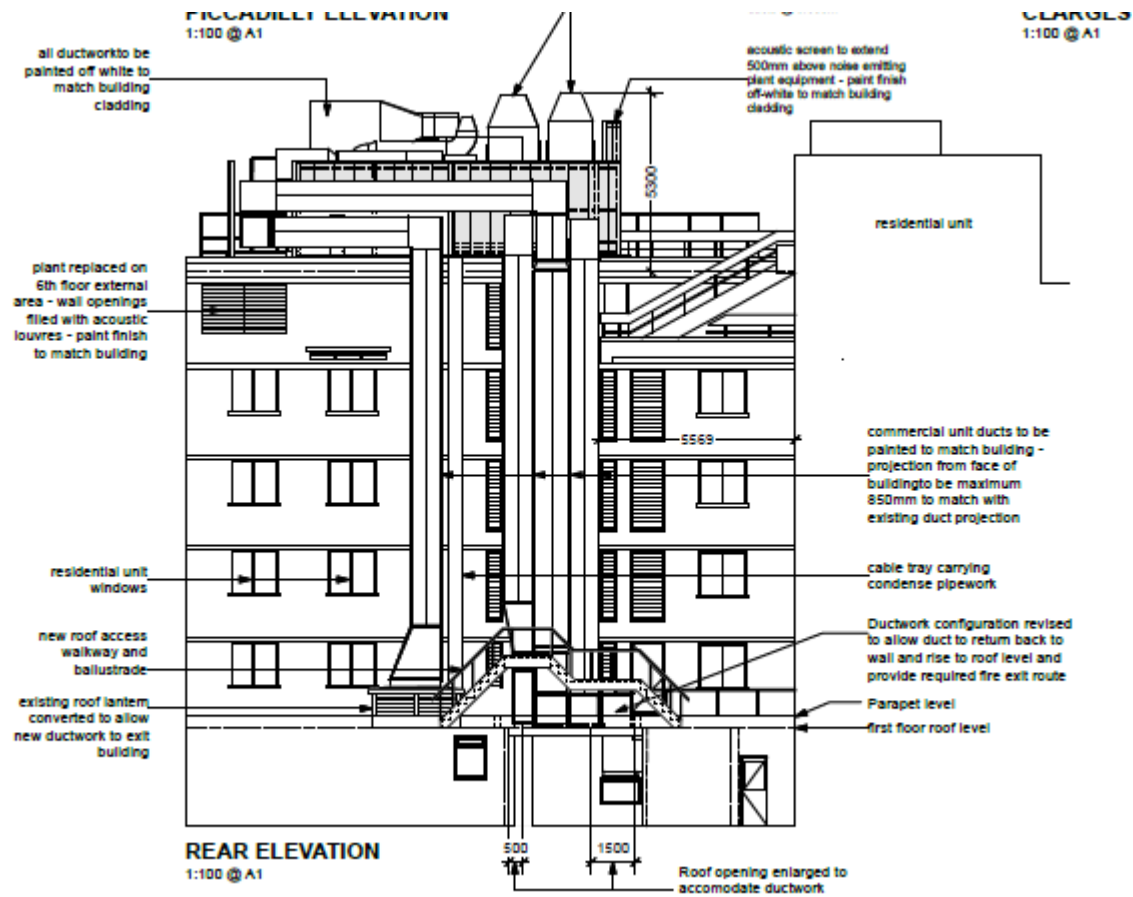 PICCADILLY ELEVATION
1:100 @ A1
CLARGES
1:100 @ A1
all ductworkto be
painted off white to
match building
cladding
acoustic screen to extend
500mm above noise emitting
plant equipment - paint finish
off-white to match building
cladding
5300
residential unit
plant replaced on
6th floor external
area - wall openings
filled with acoustic
louvres - paint finish
to match building
5569
commercial unit ducts to be
painted to match building -
projection from face of
buildingto be maximum
850mm to match with
existing duct projection
residential unit
windows
cable tray carrying
condense pipework
new roof access
walkway and
ballustrade
Ductwork configuration revised
to allow duct to return back to
wall and rise to roof level and
provide required fire exit route
existing roof lantern
converted to allow
new ductwork to exit
building
Parapet level
first floor roof level
REAR ELEVATION
1:100 @ A1
500
1500
Roof opening enlarged to
accomodate ductwork